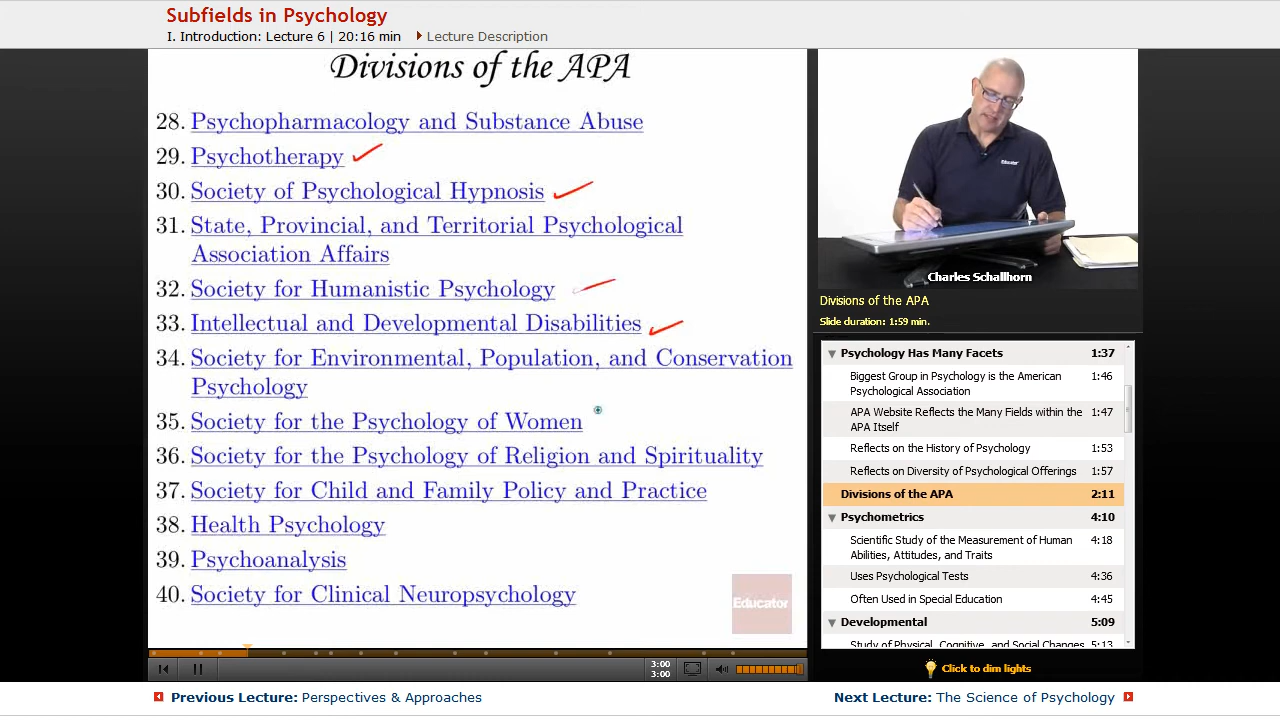 Subfields in Psychology
I. Introduction: Lecture 6 | 20:16 min
Lecture Description
Divisions of the APA
28. Psychopharmacology and Substance Abuse
29. Psychotherapy
30. Society of Psychological Hypnosis
31. State, Provincial, and Territorial Psychological
Association Affairs
32. Society for Humanistic Psychology
33. Intellectual and Developmental Disabilities
34. Society for Environmental, Population, and Conservation
Psychology
35. Society for the Psychology of Women
36. Society for the Psychology of Religion and Spirituality
37. Society for Child and Family Policy and Practice
38. Health Psychology
39. Psychoanalysis
40. Society for Clinical Neuropsychology
Educator
3:00
3:00
Educator
Charles Schallhorn
Divisions of the APA
Slide duration: 1:59 min.
Psychology Has Many Facets 1:37
Biggest Group in Psychology is the American 1:46
Psychological Association
APA Website Reflects the Many Fields within the 1:47
APA Itself
Reflects on the History of Psychology 1:53
Reflects on Diversity of Psychological Offerings 1:57
Divisions of the APA 2:11
Psychometrics 4:10
Scientific Study of the Measurement of Human 4:18
Abilities, Attitudes, and Traits
Uses Psychological Tests 4:36
Often Used in Special Education 4:45
Developmental 5:09
Study of Physical, Cognitive, and Social Changes 5:13
Click to dim lights
Previous Lecture: Perspectives & Approaches
Next Lecture: The Science of Psychology